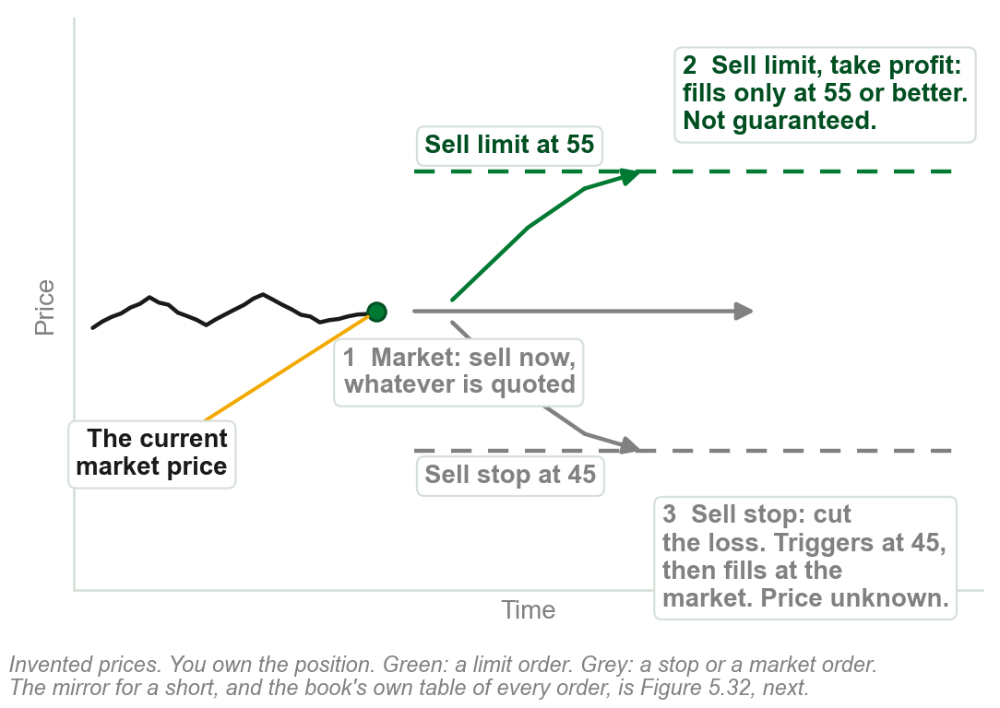 2  Sell limit, take profit:
fills only at 55 or better.
Not guaranteed.
Sell limit at 55
Price
1  Market: sell now,
whatever is quoted
The current
market price
Sell stop at 45
3  Sell stop: cut
the loss. Triggers at 45,
then fills at the
market. Price unknown.
Time
Invented prices. You own the position. Green: a limit order. Grey: a stop or a market order.
The mirror for a short, and the book's own table of every order, is Figure 5.32, next.